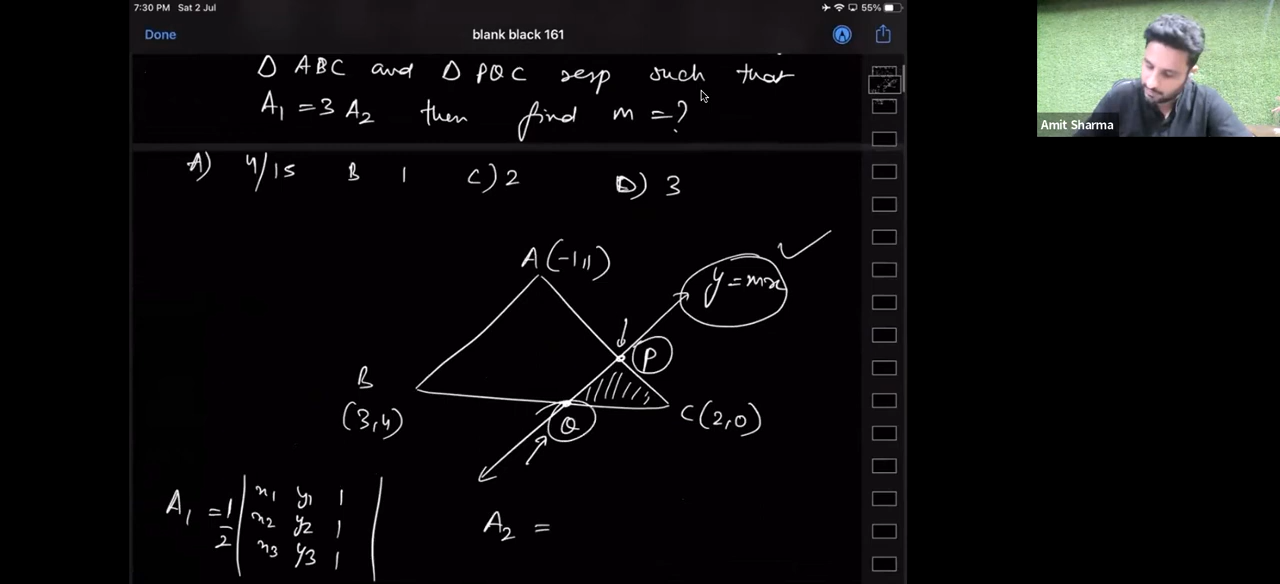 7:30 PM Sat 2 Jul
55%
Done
blank black 161
Δ ABC and Δ PQC resp such that
A₁ = 3 A₂ then find m = ?
A) 4/15 B 1 C) 2 D) 3
A (-1,1)
y = mx
P
B
(3,4)
Q
C (2,0)
A₁ = 1/2 | x₁ y₁ 1 |
| x₂ y₂ 1 |
| x₃ y₃ 1 |
A₂ =
Amit Sharma